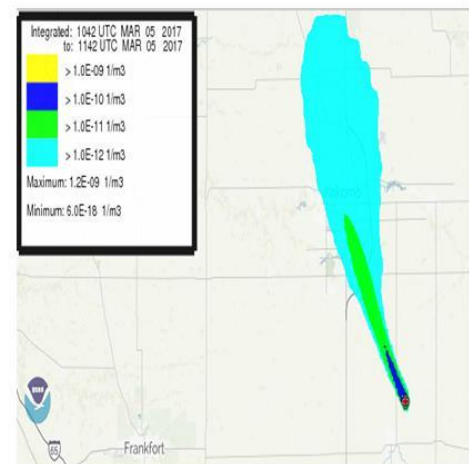 Integrated: 1042 UTC MAR 05 2017
to: 1142 UTC MAR 05 2017
> 1.0E-09 1/m3
> 1.0E-10 1/m3
> 1.0E-11 1/m3
> 1.0E-12 1/m3
Maximum: 1.2E-09 1/m3
Minimum: 6.0E-18 1/m3
Kokomo
65
Frankfort